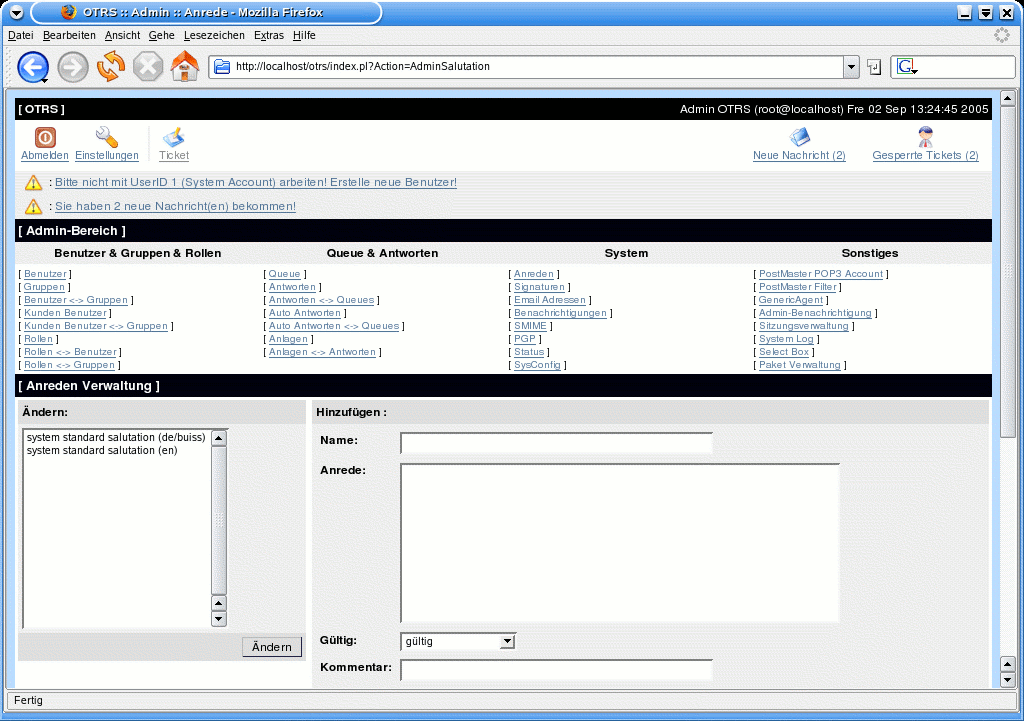 OTRS :: Admin :: Anrede - Mozilla Firefox
Datei Bearbeiten Ansicht Gehe Lesezeichen Extras Hilfe
http://localhost/otrs/index.pl?Action=AdminSalutation
[ OTRS ] Admin OTRS (root@localhost) Fre 02 Sep 13:24:45 2005
Abmelden Einstellungen Ticket Neue Nachricht (2) Gesperrte Tickets (2)
: Bitte nicht mit UserID 1 (System Account) arbeiten! Erstelle neue Benutzer!
: Sie haben 2 neue Nachricht(en) bekommen!
[ Admin-Bereich ]
Benutzer & Gruppen & Rollen Queue & Antworten System Sonstiges
[ Benutzer ] [ Queue ] [ Anreden ] [ PostMaster POP3 Account ]
[ Gruppen ] [ Antworten ] [ Signaturen ] [ PostMaster Filter ]
[ Benutzer <-> Gruppen ] [ Antworten <-> Queues ] [ Email Adressen ] [ GenericAgent ]
[ Kunden Benutzer ] [ Auto Antworten ] [ Benachrichtigungen ] [ Admin-Benachrichtigung ]
[ Kunden Benutzer <-> Gruppen ] [ Auto Antworten <-> Queues ] [ SMIME ] [ Sitzungsverwaltung ]
[ Rollen ] [ Anlagen ] [ PGP ] [ System Log ]
[ Rollen <-> Benutzer ] [ Anlagen <-> Antworten ] [ Status ] [ Select Box ]
[ Rollen <-> Gruppen ] [ SysConfig ] [ Paket Verwaltung ]
[ Anreden Verwaltung ]
Ändern: Hinzufügen :
system standard salutation (de/buiss)
system standard salutation (en)
Ändern
Name:
Anrede:
Gültig: gültig
Kommentar:
Fertig